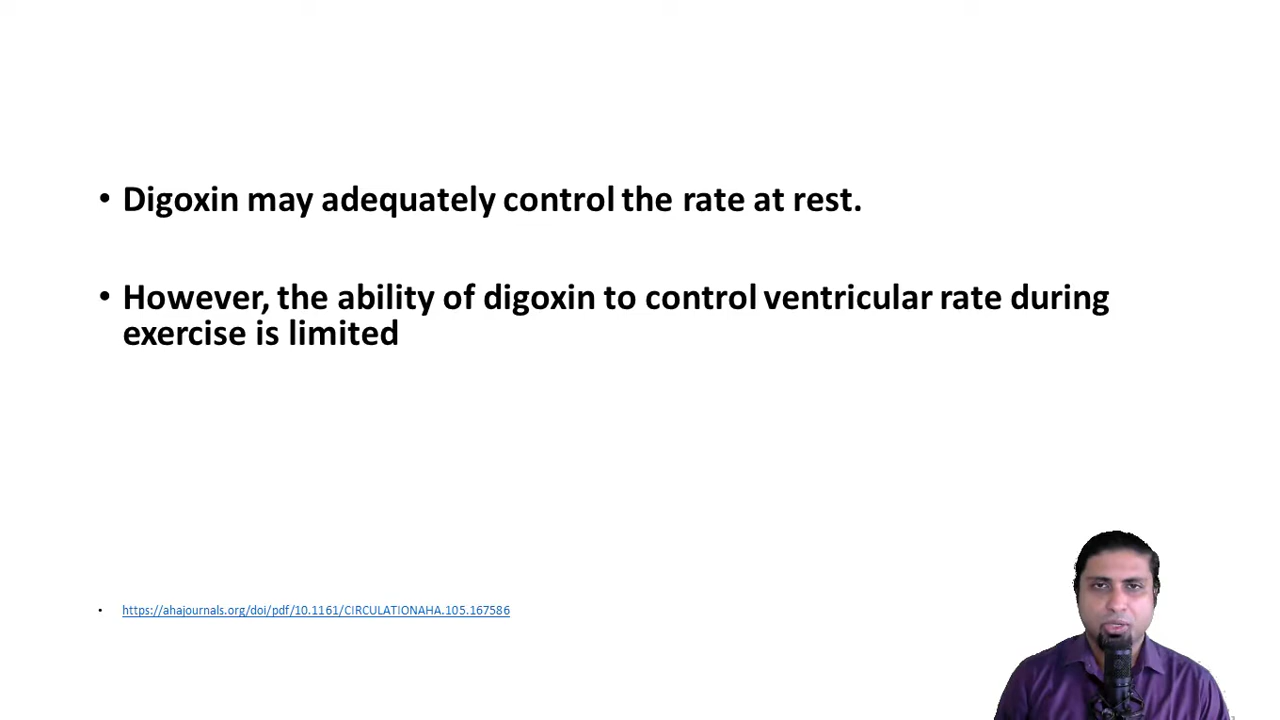 • Digoxin may adequately control the rate at rest.
• However, the ability of digoxin to control ventricular rate during
exercise is limited
• https://ahajournals.org/doi/pdf/10.1161/CIRCULATIONAHA.105.167586